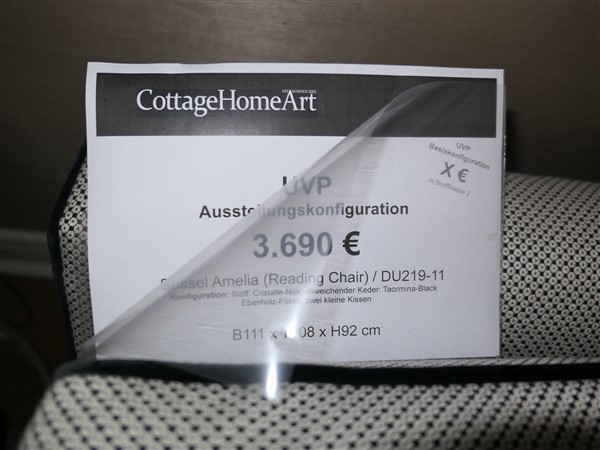 CottageHomeArt
UVP
Basiskonfiguration
X €
in Stoffklasse 1
UVP
Ausstellungskonfiguration
3.690 €
Sessel Amelia (Reading Chair) / DU219-11
Konfiguration: Stoff: Cristalle-Noir, abweichender Keder: Taormina-Black
Ebenholz-Füsse, zwei kleine Kissen
B111 x 08 x H92 cm